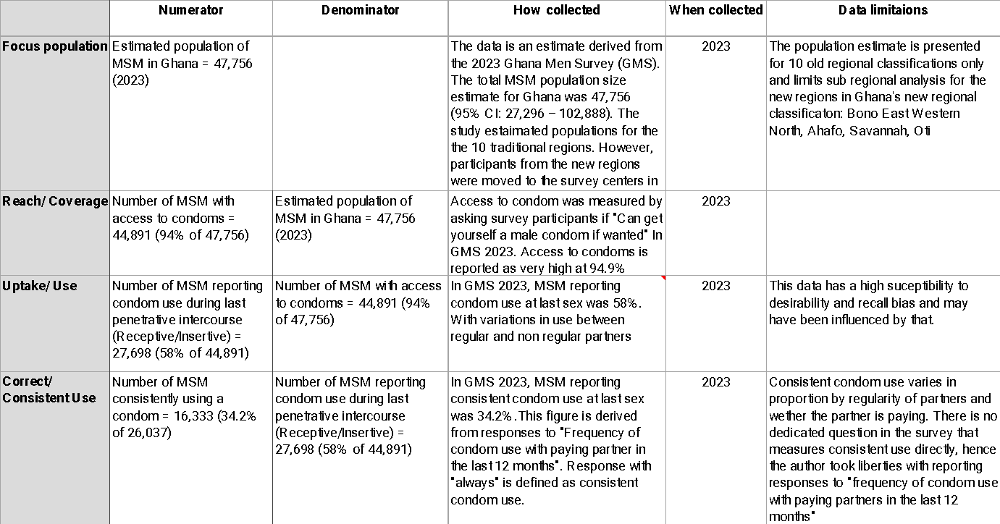 Numerator
Denominator
How collected
When collected
Data limitaions
Focus population
Estimated population of
MSM in Ghana = 47,756
(2023)
The data is an estimate derived from
the 2023 Ghana Men Survey (GMS).
The total MSM population size
estimate for Ghana was 47,756
(95% CI: 27,296 – 102,888). The
study estaimated populations for the
the 10 traditional regions. However,
participants from the new regions
were moved to the survey centers in
2023
The population estimate is presented
for 10 old regional classifications only
and limits sub regional analysis for the
new regions in Ghana's new regional
classificaton: Bono East Western
North, Ahafo, Savannah, Oti
Reach/ Coverage
Number of MSM with
access to condoms =
44,891 (94% of 47,756)
Estimated population of
MSM in Ghana = 47,756
(2023)
Access to condom was measured by
asking survey participants if "Can get
yourself a male condom if wanted" In
GMS 2023. Access to condoms is
reported as very high at 94.9%
2023
Uptake/ Use
Number of MSM reporting
condom use during last
penetrative intercourse
(Receptive/Insertive) =
27,698 (58% of 44,891)
Number of MSM with access
to condoms = 44,891 (94%
of 47,756)
In GMS 2023, MSM reporting
condom use at last sex was 58%.
With variations in use between
regular and non regular partners
2023
This data has a high suceptibility to
desirability and recall bias and may
have been influenced by that.
Correct/
Consistent Use
Number of MSM
consistently using a
condom = 16,333 (34.2%
of 26,037)
Number of MSM reporting
condom use during last
penetrative intercourse
(Receptive/Insertive) =
27,698 (58% of 44,891)
In GMS 2023, MSM reporting
consistent condom use at last sex
was 34.2%. This figure is derived
from responses to "Frequency of
condom use with paying partner in
the last 12 months". Response with
"always" is defined as consistent
condom use.
2023
Consistent condom use varies in
proportion by regularity of partners and
wether the partner is paying. There is no
dedicated question in the survey that
measures consistent use directly, hence
the author took liberties with reporting
responses to "frequency of condom use
with paying partners in the last 12
months"